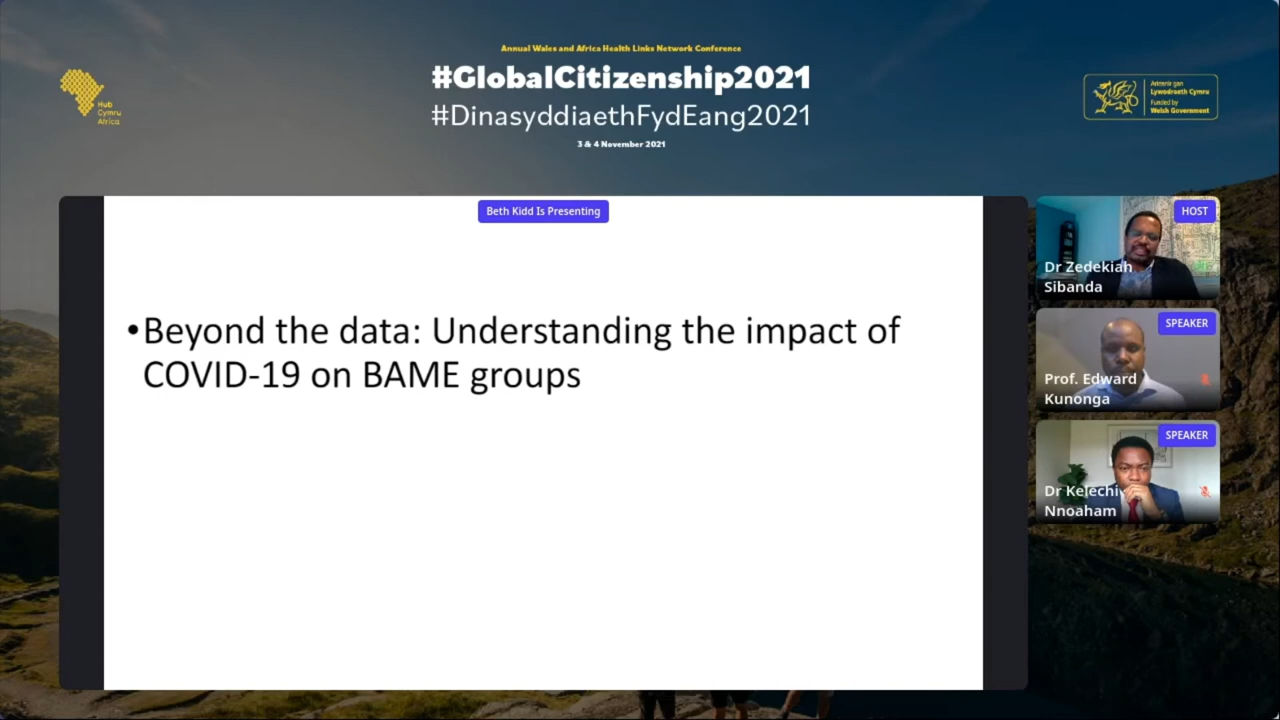 Annual Wales and Africa Health Links Network Conference
#GlobalCitizenship2021
#DinasyddiaethFydEang2021
3 & 4 November 2021
Hub
Cymru
Africa
Ariennir gan
Lywodraeth Cymru
Funded by
Welsh Government
Beth Kidd Is Presenting
•Beyond the data: Understanding the impact of
COVID-19 on BAME groups
HOST
Dr Zedekiah
Sibanda
SPEAKER
Prof. Edward
Kunonga
SPEAKER
Dr Kelechi
Nnoaham